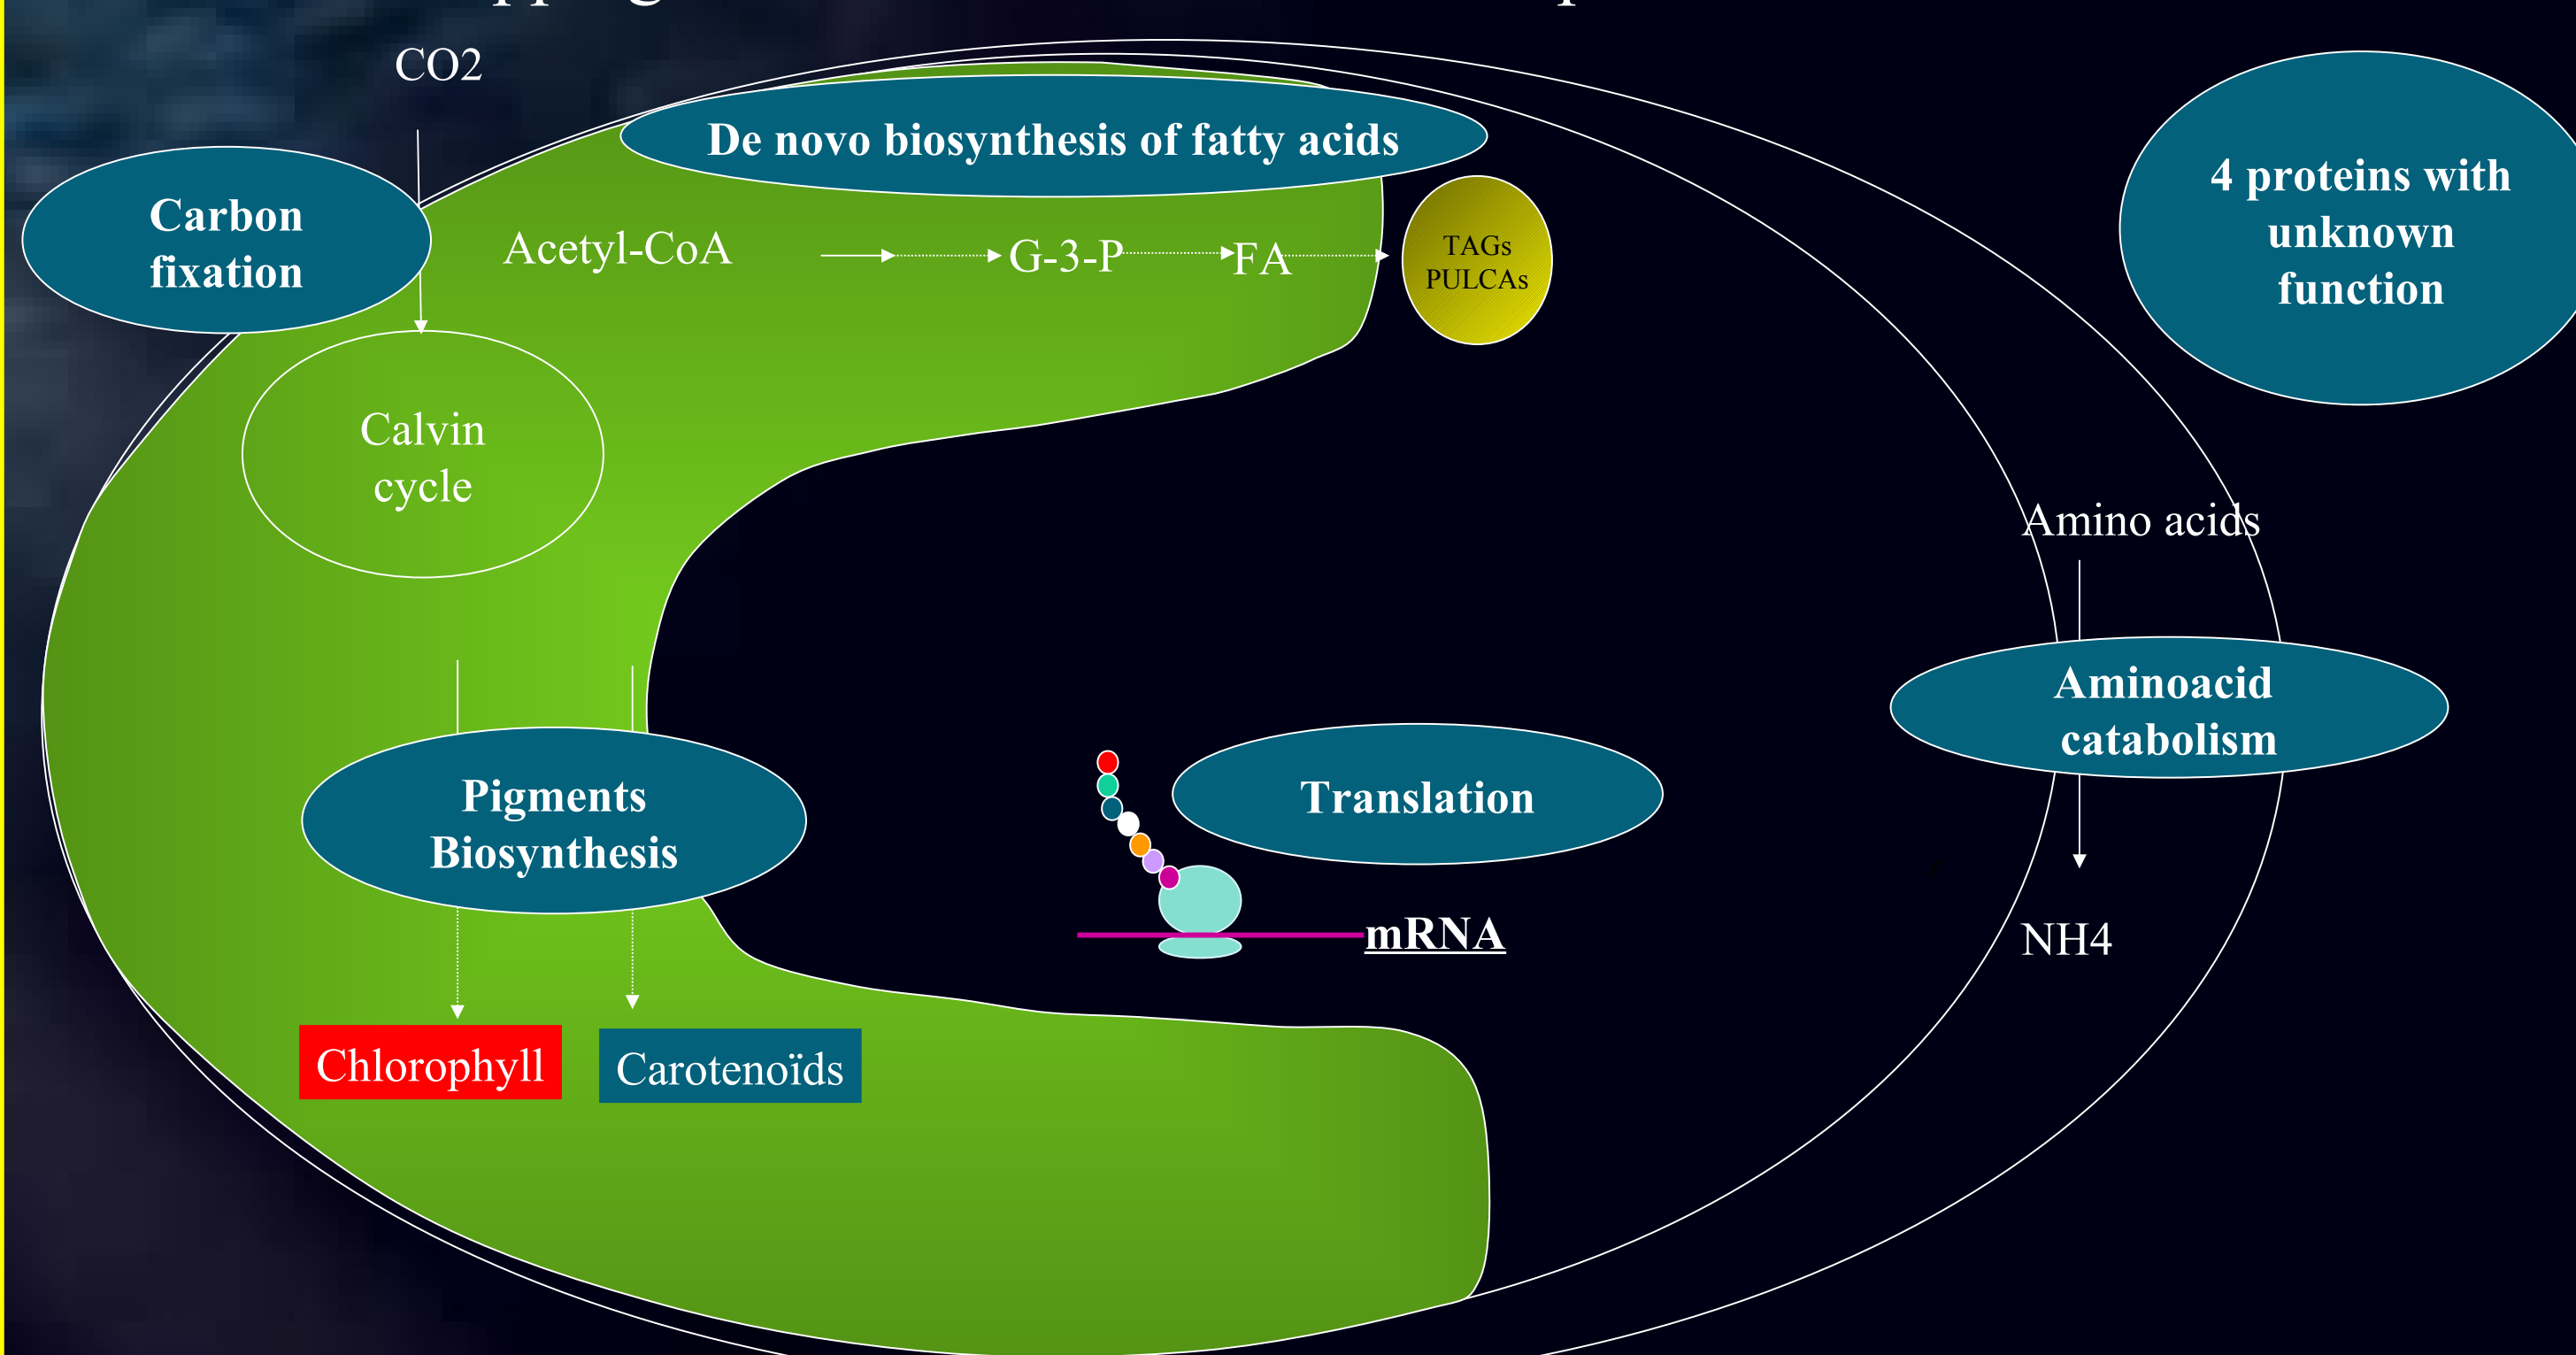 CO2
De novo biosynthesis of fatty acids
4 proteins with
unknown
function
Carbon
fixation
Acetyl-CoA
G-3-P
FA
TAGs
PULCAs
Calvin
cycle
Amino acids
Aminoacid
catabolism
Pigments
Biosynthesis
Translation
mRNA
NH4
Chlorophyll
Carotenoïds